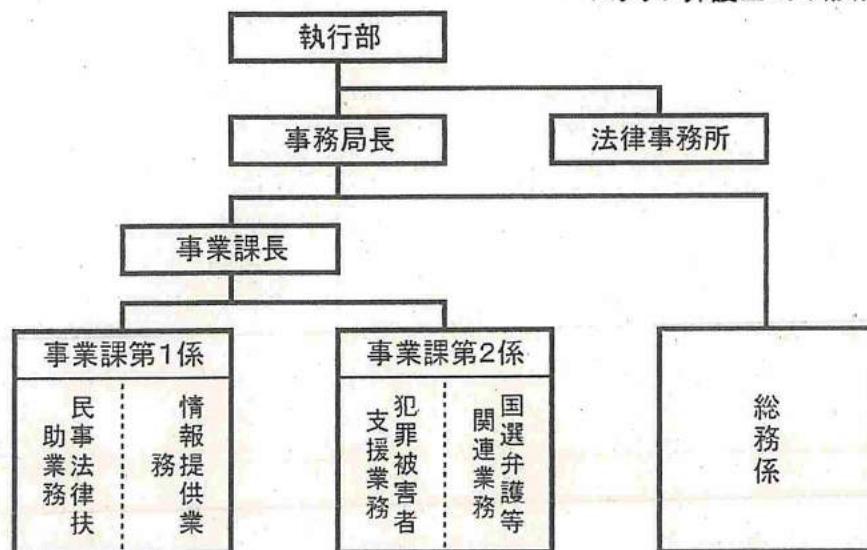 執行部
事務局長
法律事務所
事業課長
事業課第1係
事業課第2係
情報提供業
務
民事法律扶
助業務
国選弁護等
関連業務
犯罪被害者
支援業務
総務係